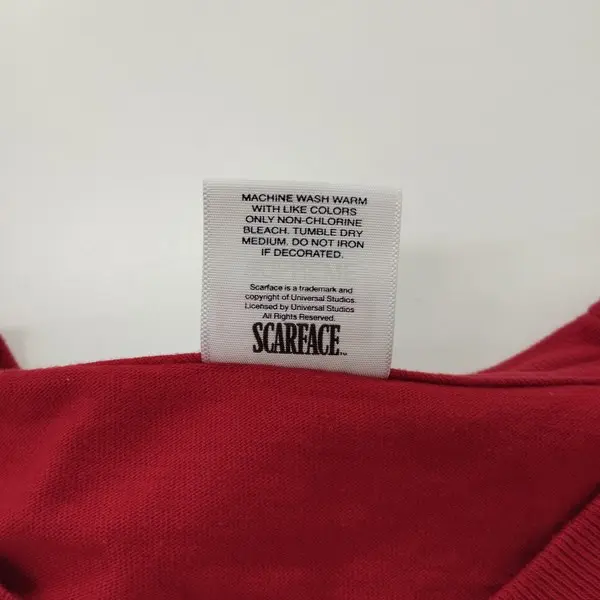 MACHINE WASH WARM
WITH LIKE COLORS
ONLY NON-CHLORINE
BLEACH. TUMBLE DRY
MEDIUM. DO NOT IRON
IF DECORATED.
Scarface is a trademark and
copyright of Universal Studios.
Licensed by Universal Studios
All Rights Reserved.
SCARFACE™